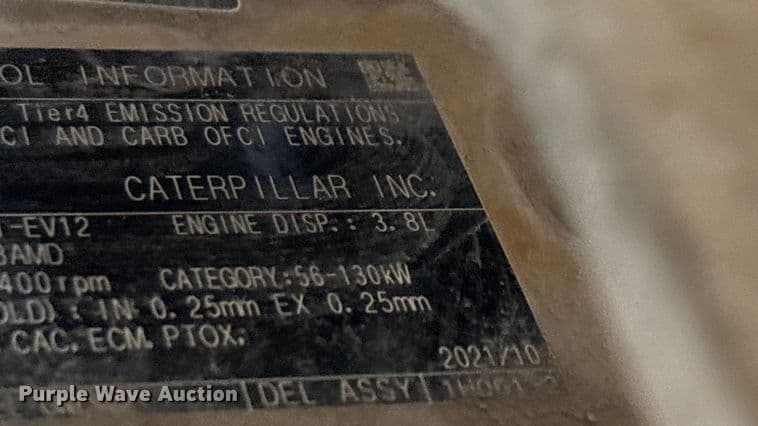 OL INFORMATION
Tier4 EMISSION REGULATIONS
CI AND CARB OFCI ENGINES.
CATERPILLAR INC.
-EV12 ENGINE DISP. : 3.8L
3AMD
400rpm CATEGORY:56-130kW
OLD) : IN 0.25mm EX 0.25mm
CAC, ECM, PTOX.
2021/10
DEL ASSY
Purple Wave Auction®